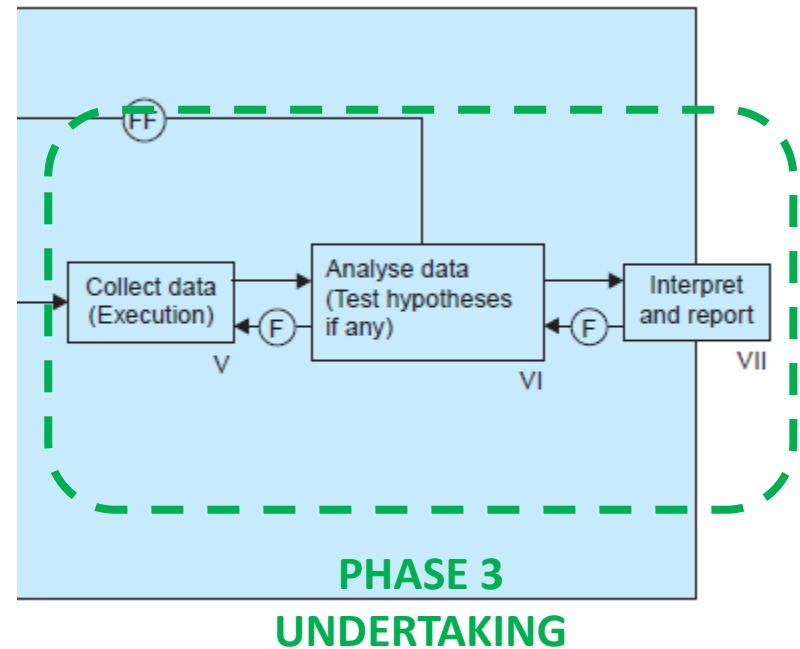 FF
Collect data
(Execution)
F
V
Analyse data
(Test hypotheses
if any)
F
VI
Interpret
and report
VII
PHASE 3
UNDERTAKING